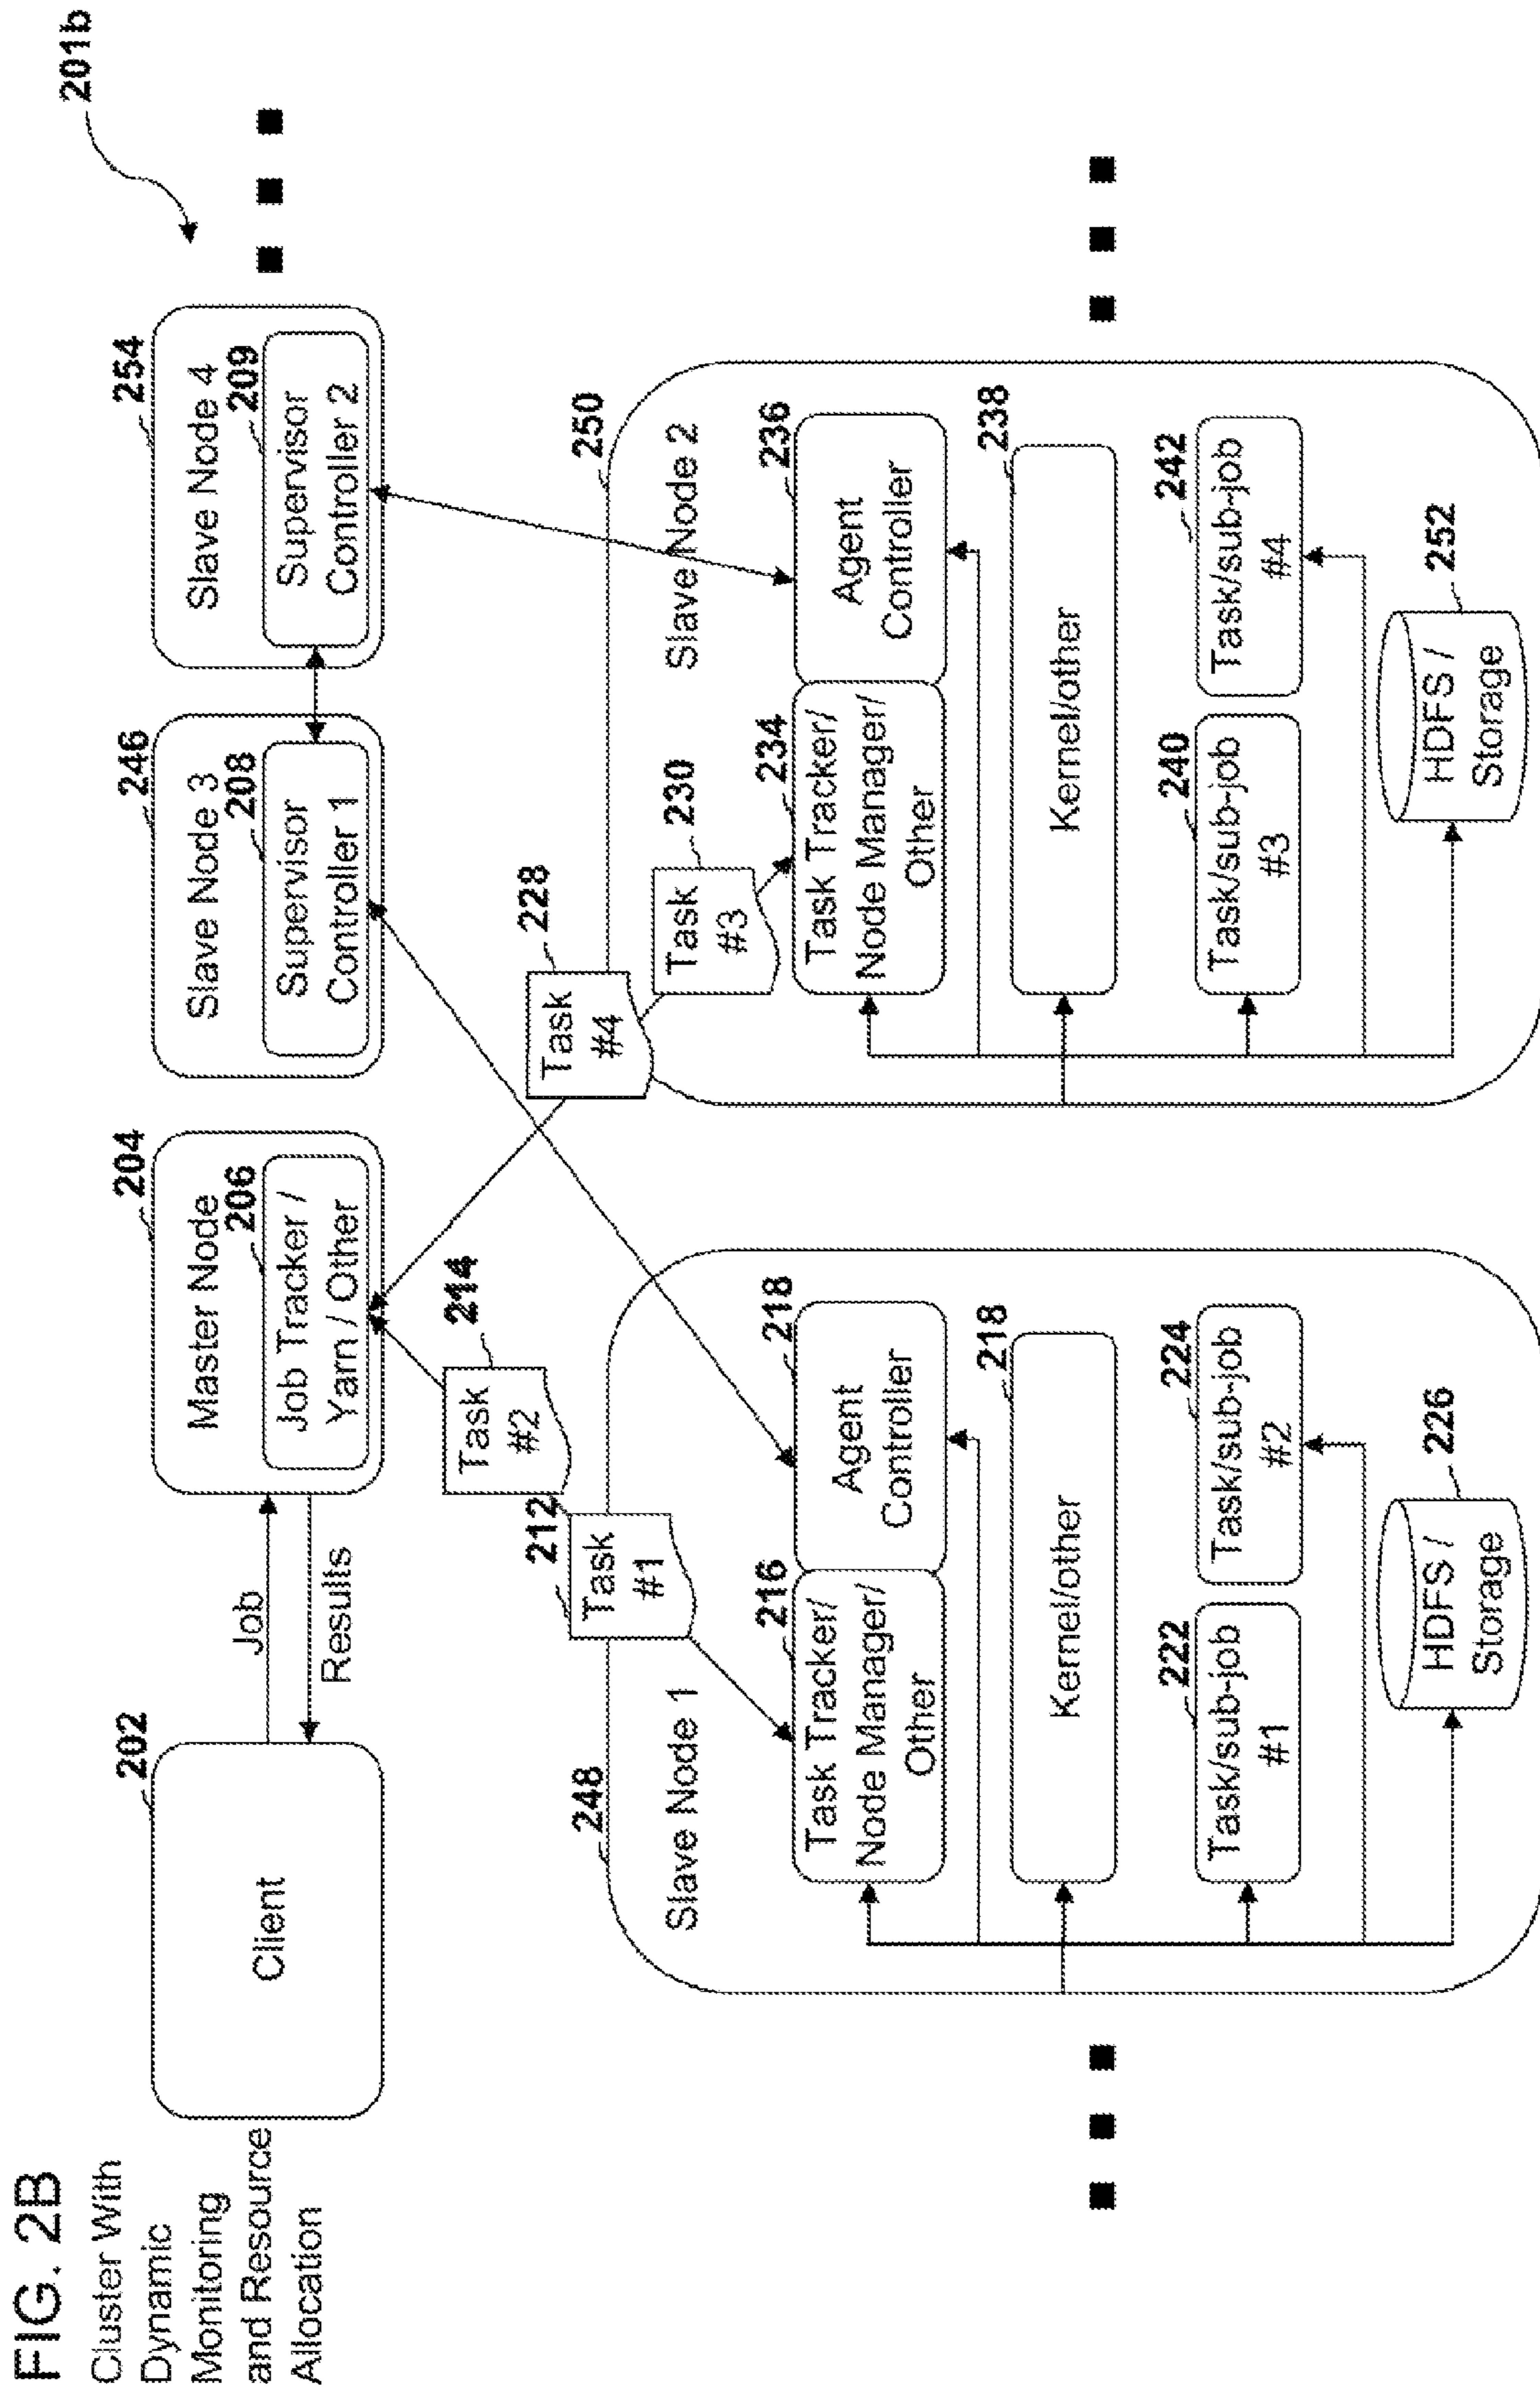 FIG. 2B
Cluster With
Dynamic
Monitoring
and Resource
Allocation
201b
202
Client
Job
Results
204
Master Node
206
Job Tracker /
Yarn / Other
246
Slave Node 3
208
Supervisor
Controller 1
254
Slave Node 4
209
Supervisor
Controller 2
214
Task
#2
212
Task
#1
228
Task
#4
230
Task
#3
248
Slave Node 1
216
Task Tracker/
Node Manager/
Other
218
Agent
Controller
218
Kernel/other
222
Task/sub-job
#1
224
Task/sub-job
#2
226
HDFS /
Storage
250
Slave Node 2
234
Task Tracker/
Node Manager/
Other
236
Agent
Controller
238
Kernel/other
240
Task/sub-job
#3
242
Task/sub-job
#4
252
HDFS /
Storage